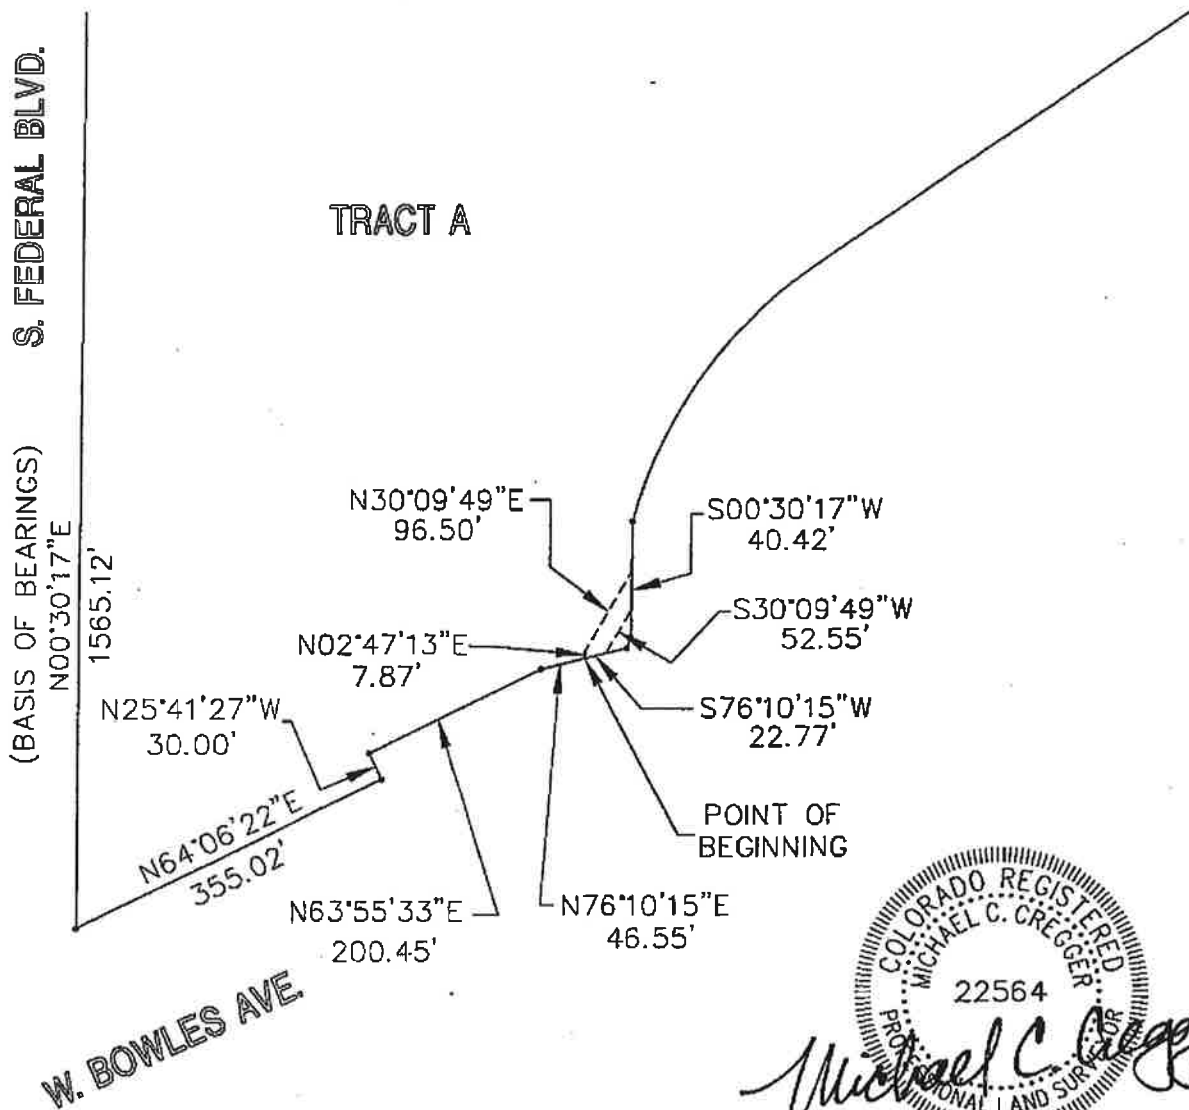 S. FEDERAL BLVD.
(BASIS OF BEARINGS)
N00°30'17"E
1565.12'
TRACT A
N30°09'49"E
96.50'
S00°30'17"W
40.42'
S30°09'49"W
52.55'
N02°47'13"E
7.87'
S76°10'15"W
22.77'
N25°41'27"W
30.00'
POINT OF
BEGINNING
N64°06'22"E
355.02'
N63°55'33"E
200.45'
N76°10'15"E
46.55'
W. BOWLES AVE.
COLORADO REGISTERED
MICHAEL C. CREGGER
22564
PROFESSIONAL LAND SURVEYOR
Michael C. Cregg